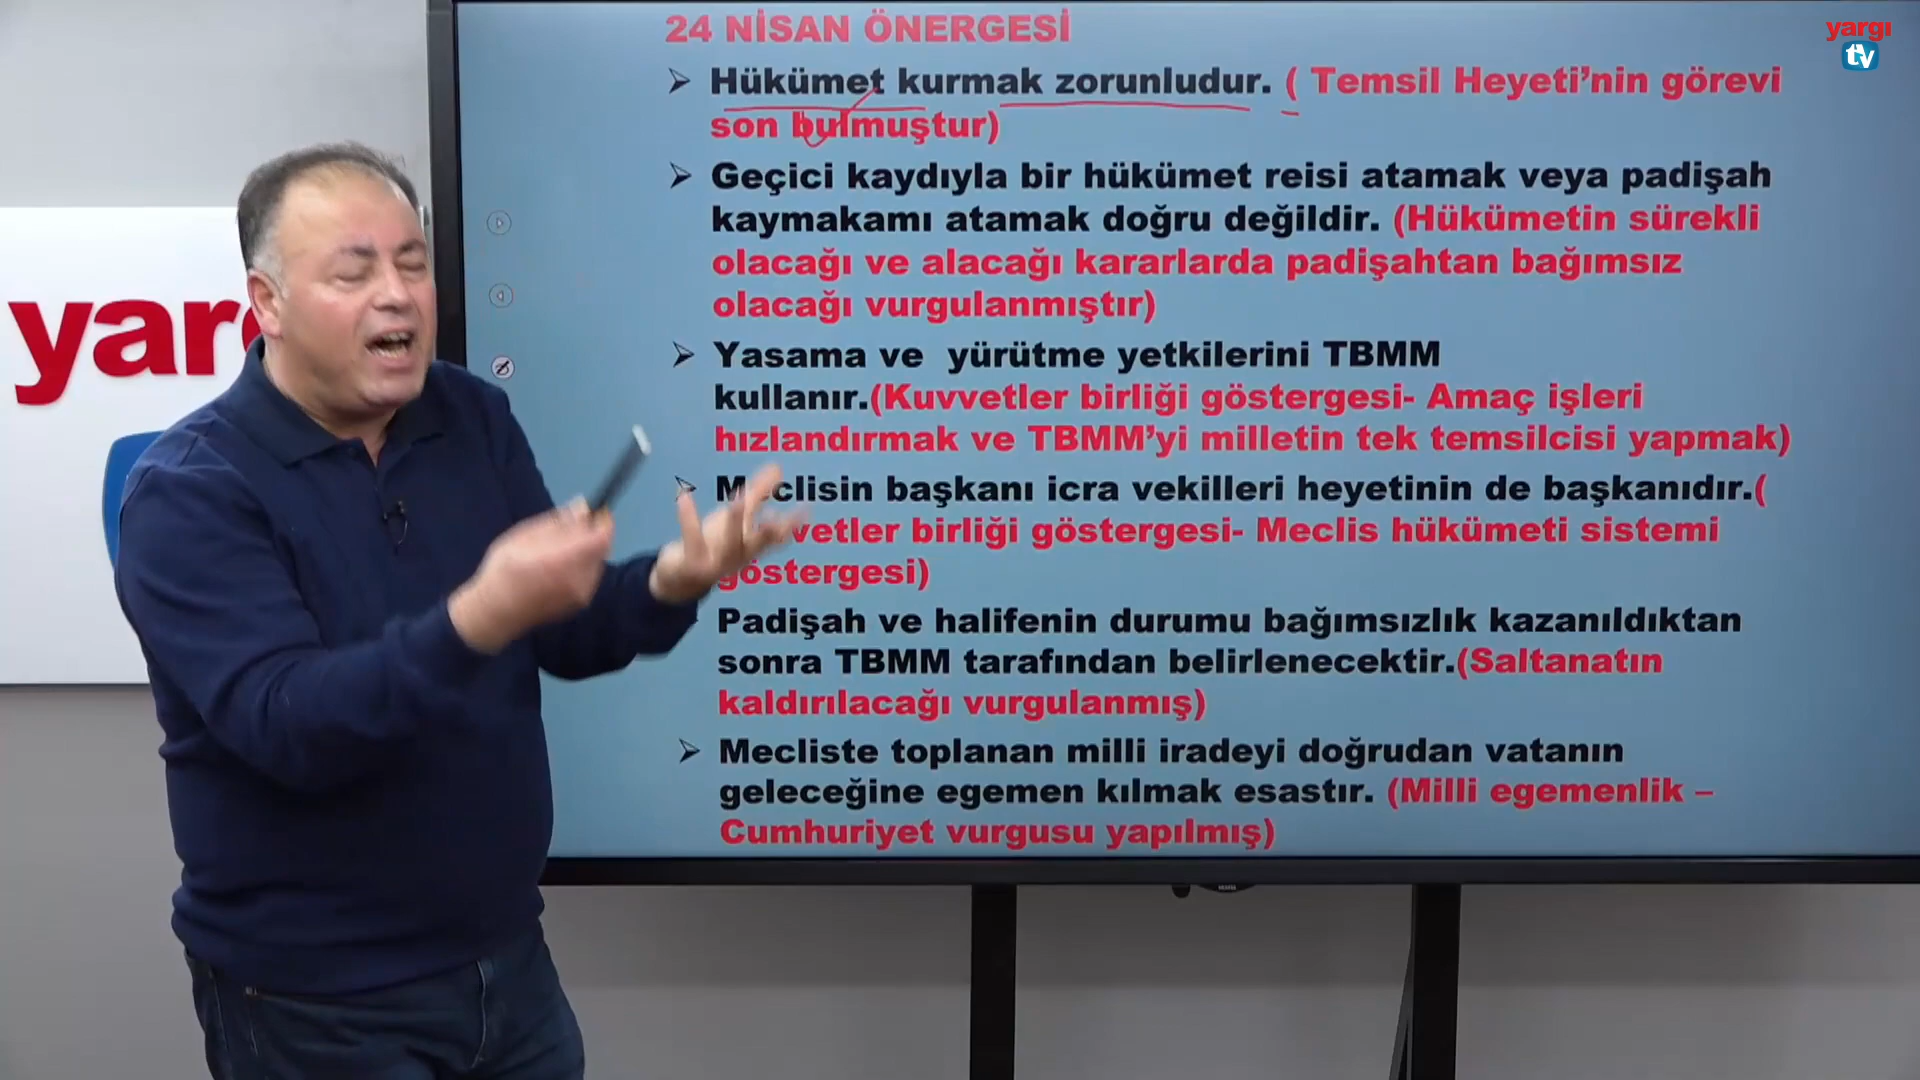 yargı
tv
24 NİSAN ÖNERGESİ
Hükümet kurmak zorunludur. ( Temsil Heyeti'nin görevi
son bulmuştur)
Geçici kaydıyla bir hükümet reisi atamak veya padişah
kaymakamı atamak doğru değildir. (Hükümetin sürekli
olacağı ve alacağı kararlarda padişahtan bağımsız
olacağı vurgulanmıştır)
Yasama ve yürütme yetkilerini TBMM
kullanır.(Kuvvetler birliği göstergesi- Amaç işleri
hızlandırmak ve TBMM'yi milletin tek temsilcisi yapmak)
Meclisin başkanı icra vekilleri heyetinin de başkanıdır.(
vetler birliği göstergesi- Meclis hükümeti sistemi
göstergesi)
Padişah ve halifenin durumu bağımsızlık kazanıldıktan
sonra TBMM tarafından belirlenecektir.(Saltanatın
kaldırılacağı vurgulanmış)
Mecliste toplanan milli iradeyi doğrudan vatanın
geleceğine egemen kılmak esastır. (Milli egemenlik –
Cumhuriyet vurgusu yapılmış)